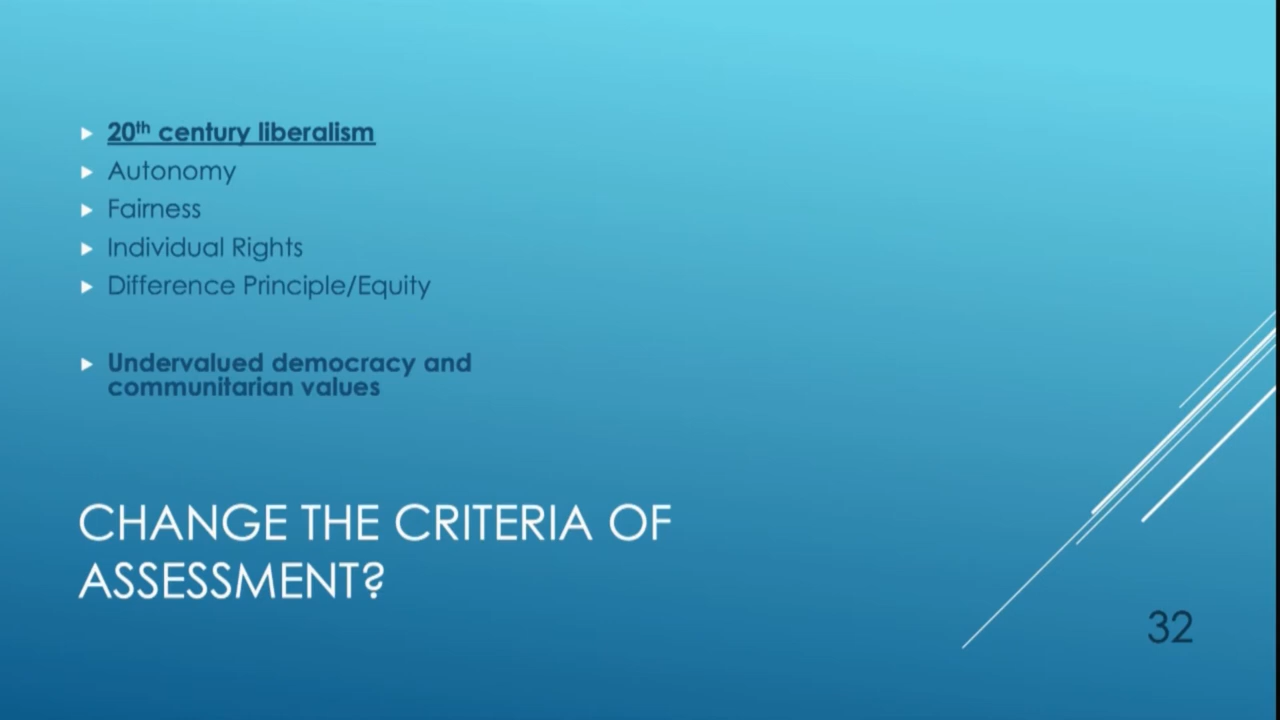 20th century liberalism
Autonomy
Fairness
Individual Rights
Difference Principle/Equity
Undervalued democracy and
communitarian values
CHANGE THE CRITERIA OF
ASSESSMENT?
32